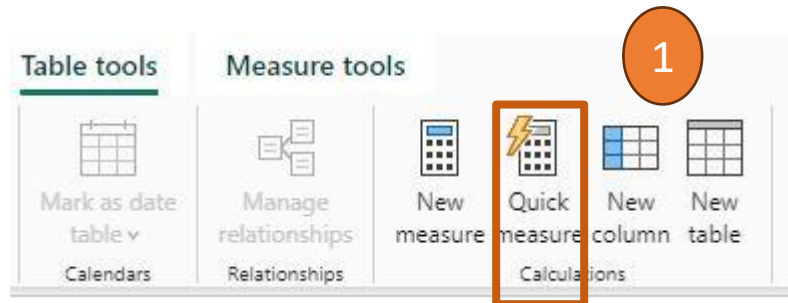 Table tools Measure tools
1
Mark as date
table
Manage
relationships
New
measure
Quick
measure
New
column
New
table
Calendars
Relationships
Calculations